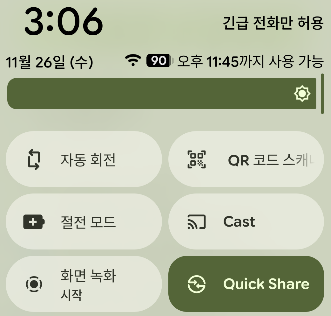 3:06
긴급 전화만 허용
11월 26일 (수) 90 오후 11:45까지 사용 가능
자동 회전
QR 코드 스캐너
절전 모드
Cast
화면 녹화
시작
Quick Share